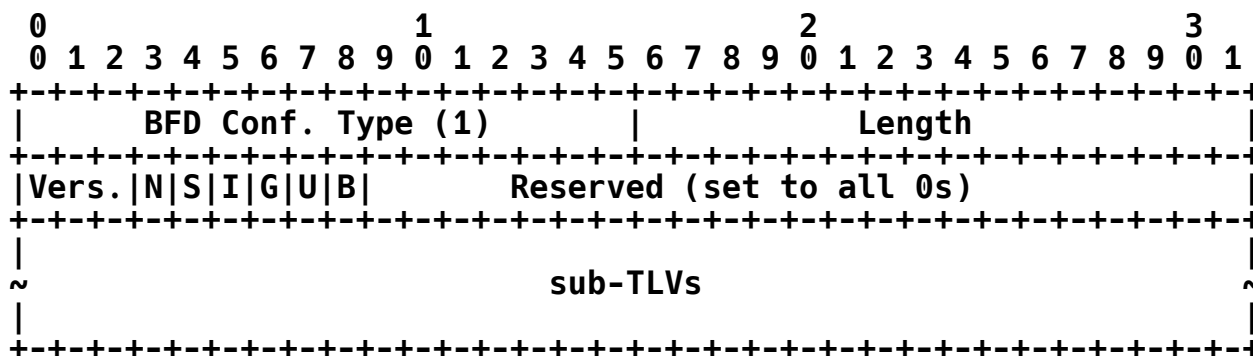 0                   1                   2                   3
 0 1 2 3 4 5 6 7 8 9 0 1 2 3 4 5 6 7 8 9 0 1 2 3 4 5 6 7 8 9 0 1
+-+-+-+-+-+-+-+-+-+-+-+-+-+-+-+-+-+-+-+-+-+-+-+-+-+-+-+-+-+-+-+-+
|      BFD Conf. Type (1)       |           Length              |
+-+-+-+-+-+-+-+-+-+-+-+-+-+-+-+-+-+-+-+-+-+-+-+-+-+-+-+-+-+-+-+-+
|Vers.|N|S|I|G|U|B|       Reserved (set to all 0s)              |
+-+-+-+-+-+-+-+-+-+-+-+-+-+-+-+-+-+-+-+-+-+-+-+-+-+-+-+-+-+-+-+-+
|                                                               |
~                           sub-TLVs                            ~
|                                                               |
+-+-+-+-+-+-+-+-+-+-+-+-+-+-+-+-+-+-+-+-+-+-+-+-+-+-+-+-+-+-+-+-+